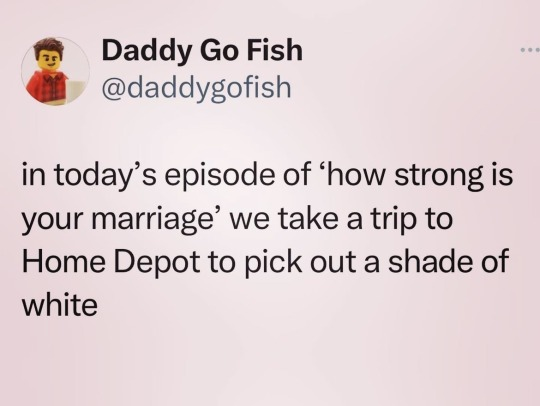 Daddy Go Fish
@daddygofish
in today’s episode of ‘how strong is
your marriage’ we take a trip to
Home Depot to pick out a shade of
white